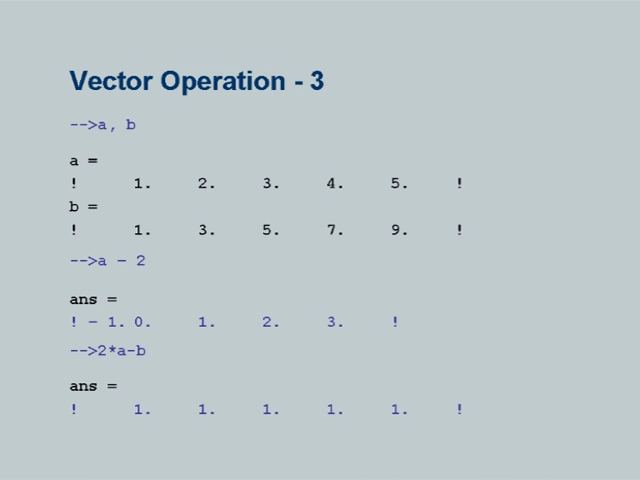 Vector Operation - 3
-->a, b
a =
! 1. 2. 3. 4. 5. !
b =
! 1. 3. 5. 7. 9. !
-->a – 2
ans =
! – 1. 0. 1. 2. 3. !
-->2*a-b
ans =
! 1. 1. 1. 1. 1. !